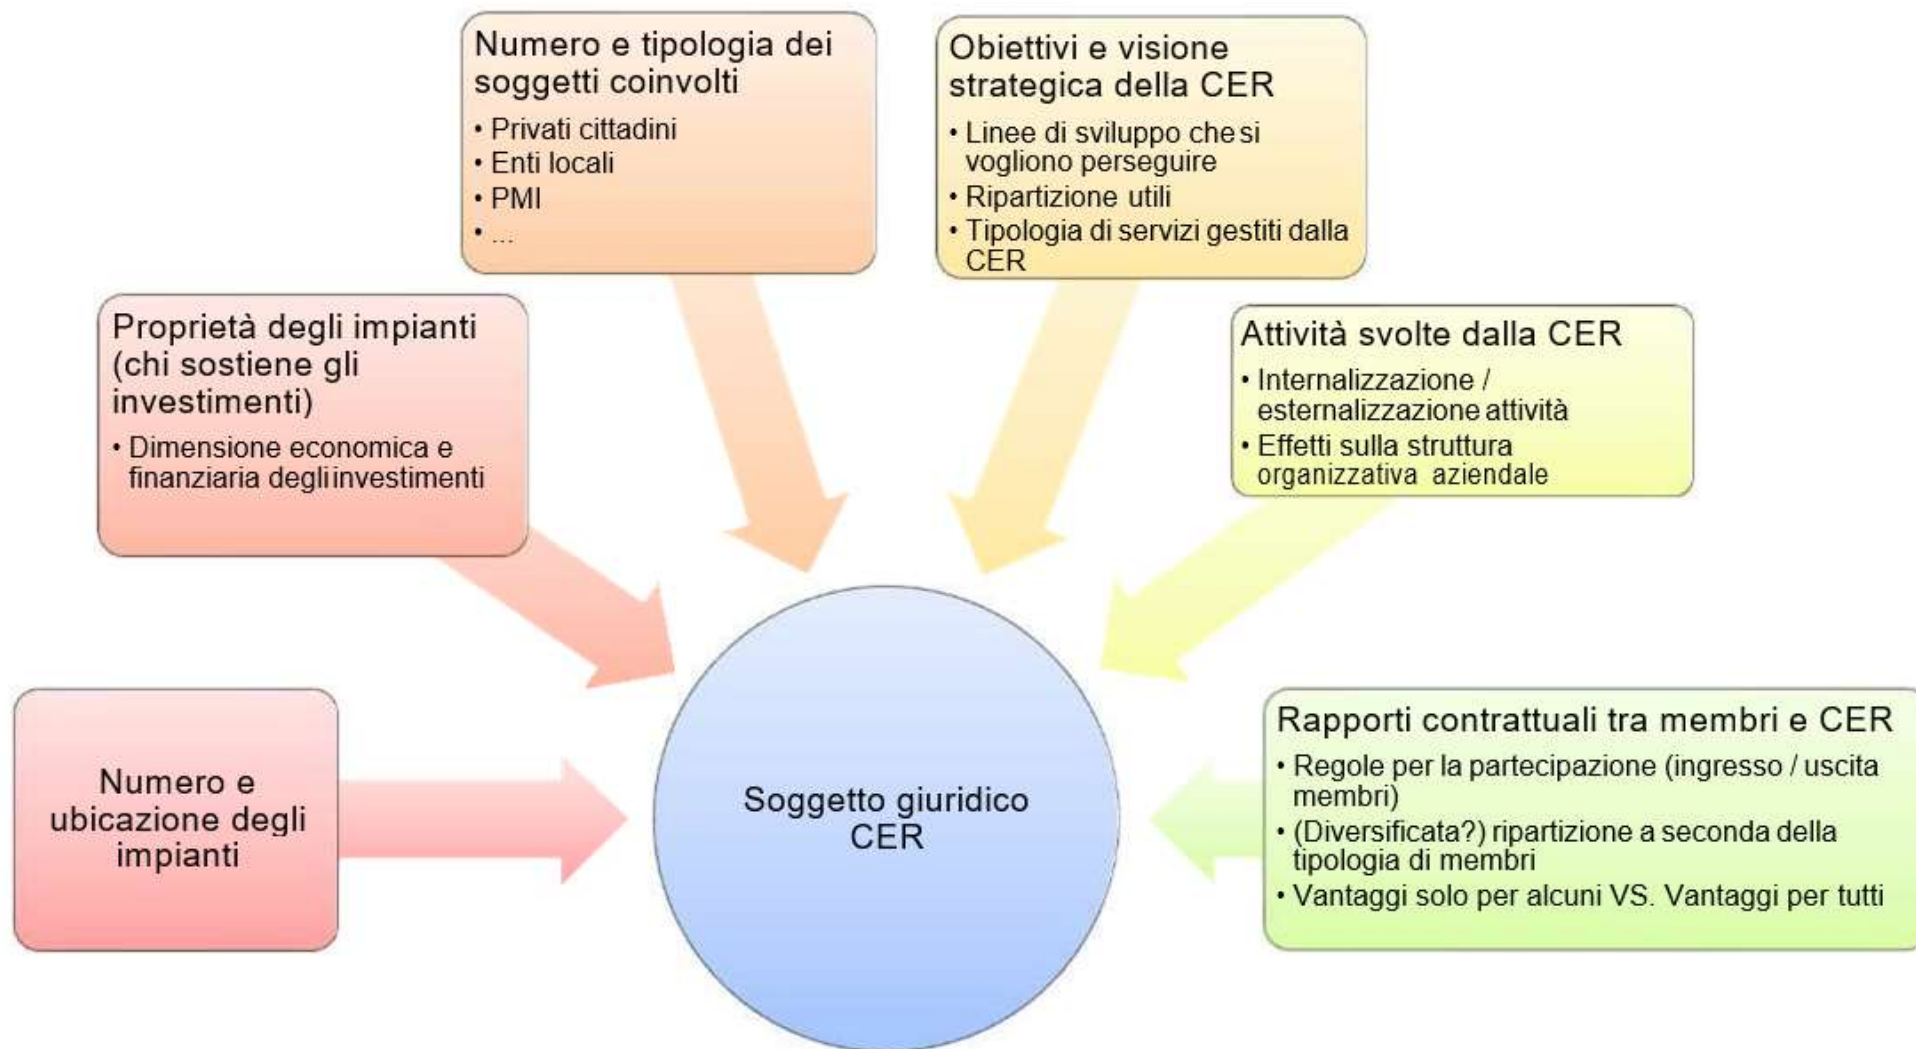 Numero e tipologia dei
soggetti coinvolti
• Privati cittadini
• Enti locali
• PMI
• ...
Obiettivi e visione
strategica della CER
• Linee di sviluppo che si
vogliono perseguire
• Ripartizione utili
• Tipologia di servizi gestiti dalla
CER
Proprietà degli impianti
(chi sostiene gli
investimenti)
• Dimensione economica e
finanziaria degli investimenti
Attività svolte dalla CER
• Internalizzazione /
esternalizzazione attività
• Effetti sulla struttura
organizzativa aziendale
Numero e
ubicazione degli
impianti
Soggetto giuridico
CER
Rapporti contrattuali tra membri e CER
• Regole per la partecipazione (ingresso / uscita
membri)
• (Diversificata?) ripartizione a seconda della
tipologia di membri
• Vantaggi solo per alcuni VS. Vantaggi per tutti